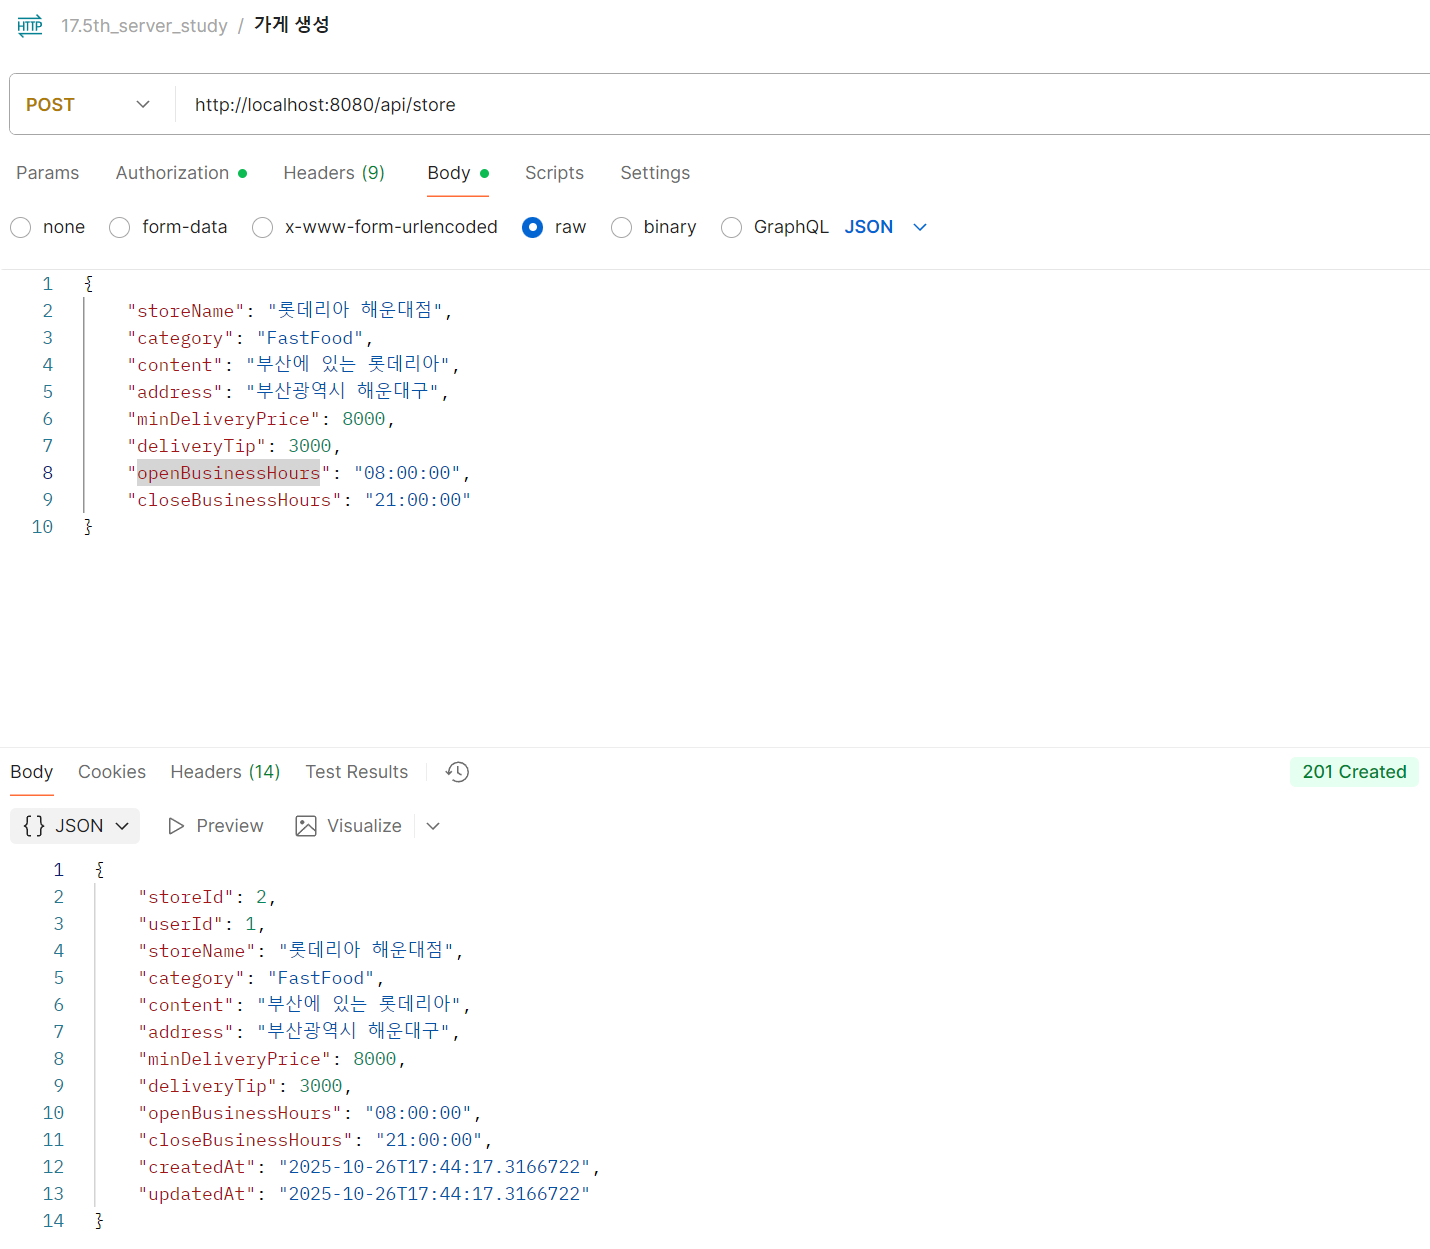 HTTP 17.5th_server_study / 가게 생성
POST http://localhost:8080/api/store
Params Authorization Headers (9) Body Scripts Settings
none form-data x-www-form-urlencoded raw binary GraphQL JSON
1 {
2 "storeName": "롯데리아 해운대점",
3 "category": "FastFood",
4 "content": "부산에 있는 롯데리아",
5 "address": "부산광역시 해운대구",
6 "minDeliveryPrice": 8000,
7 "deliveryTip": 3000,
8 "openBusinessHours": "08:00:00",
9 "closeBusinessHours": "21:00:00"
10 }
Body Cookies Headers (14) Test Results 201 Created
{} JSON Preview Visualize
1 {
2 "storeId": 2,
3 "userId": 1,
4 "storeName": "롯데리아 해운대점",
5 "category": "FastFood",
6 "content": "부산에 있는 롯데리아",
7 "address": "부산광역시 해운대구",
8 "minDeliveryPrice": 8000,
9 "deliveryTip": 3000,
10 "openBusinessHours": "08:00:00",
11 "closeBusinessHours": "21:00:00",
12 "createdAt": "2025-10-26T17:44:17.3166722",
13 "updatedAt": "2025-10-26T17:44:17.3166722"
14 }